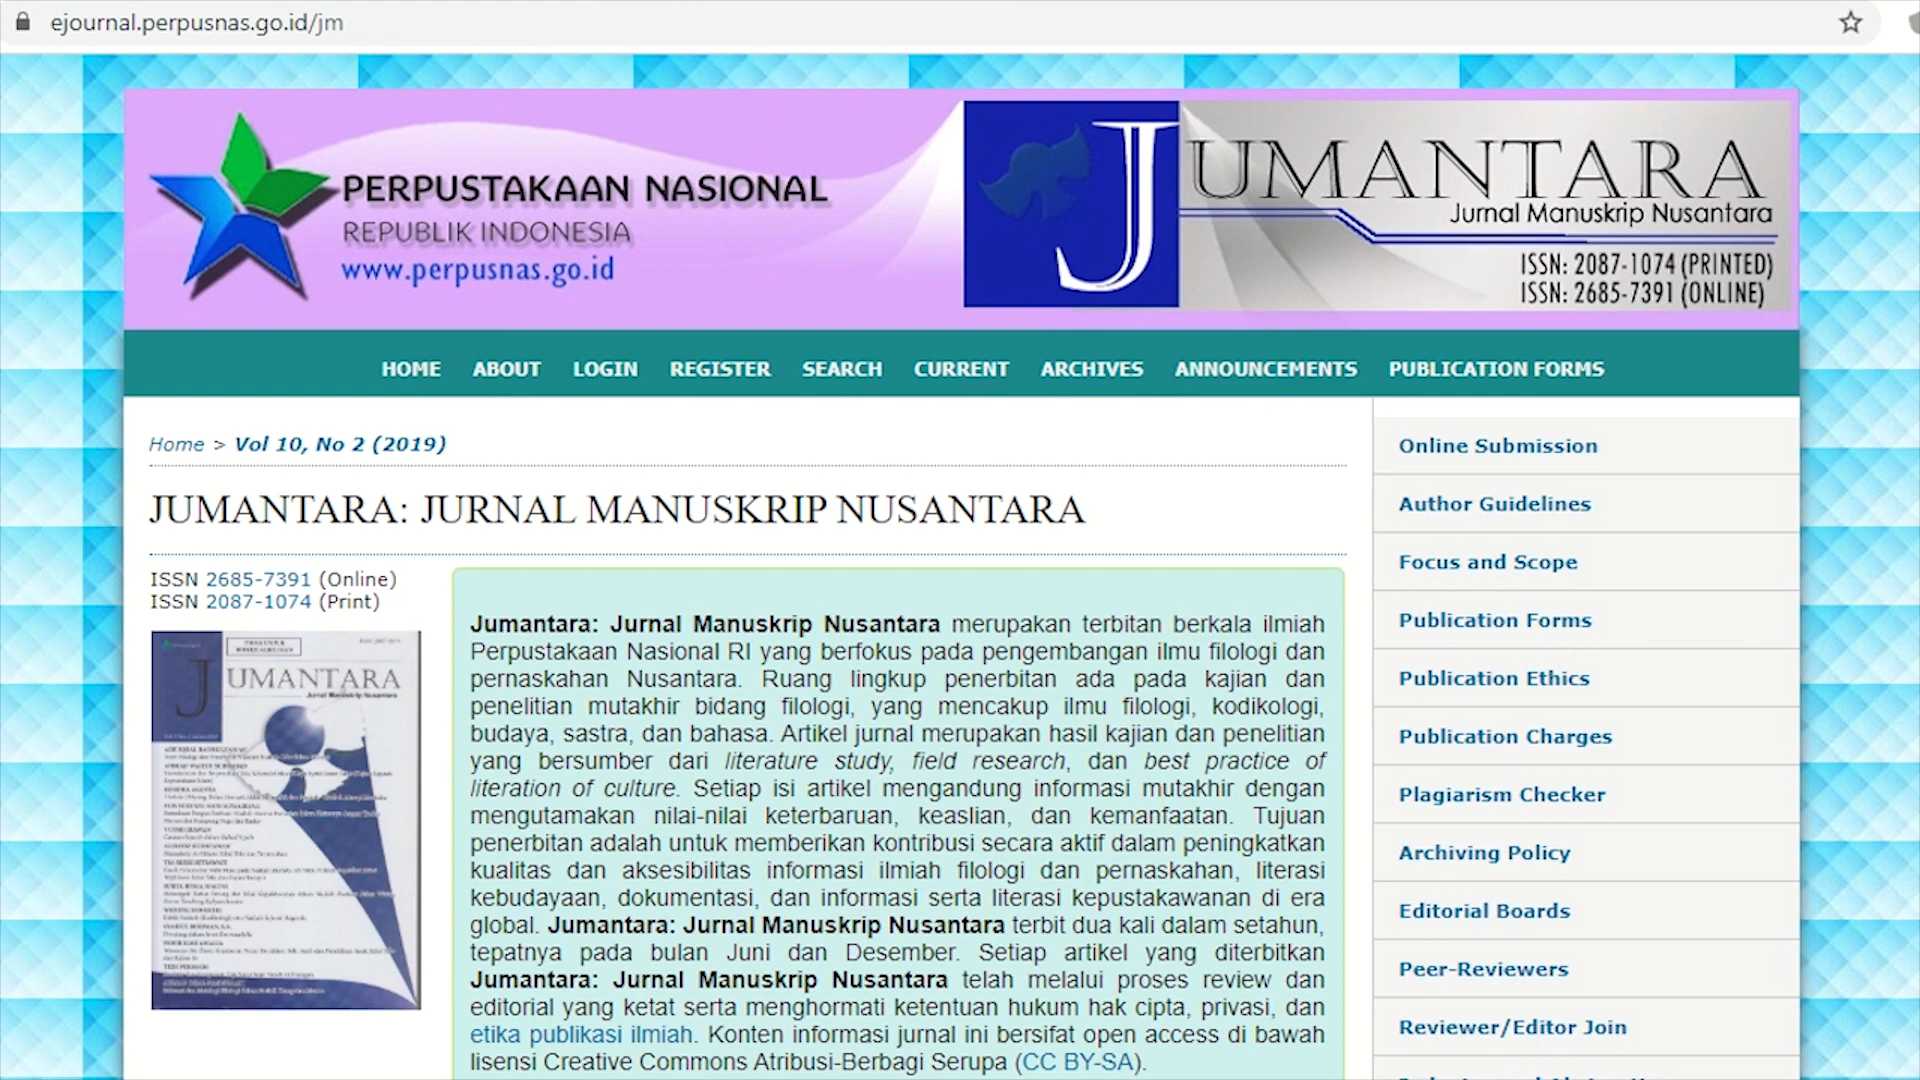 ejournal.perpusnas.go.id/jm
PERPUSTAKAAN NASIONAL
REPUBLIK INDONESIA
www.perpusnas.go.id
JUMANTARA
Jurnal Manuskrip Nusantara
ISSN: 2087-1074 (PRINTED)
ISSN: 2685-7391 (ONLINE)
HOME ABOUT LOGIN REGISTER SEARCH CURRENT ARCHIVES ANNOUNCEMENTS PUBLICATION FORMS
Home > Vol 10, No 2 (2019)
JUMANTARA: JURNAL MANUSKRIP NUSANTARA
ISSN 2685-7391 (Online)
ISSN 2087-1074 (Print)
JUMANTARA
Jurnal Manuskrip Nusantara
Jumantara: Jurnal Manuskrip Nusantara merupakan terbitan berkala ilmiah
Perpustakaan Nasional RI yang berfokus pada pengembangan ilmu filologi dan
pernaskahan Nusantara. Ruang lingkup penerbitan ada pada kajian dan
penelitian mutakhir bidang filologi, yang mencakup ilmu filologi, kodikologi,
budaya, sastra, dan bahasa. Artikel jurnal merupakan hasil kajian dan penelitian
yang bersumber dari literature study, field research, dan best practice of
literation of culture. Setiap isi artikel mengandung informasi mutakhir dengan
mengutamakan nilai-nilai keterbaruan, keaslian, dan kemanfaatan. Tujuan
penerbitan adalah untuk memberikan kontribusi secara aktif dalam peningkatkan
kualitas dan aksesibilitas informasi ilmiah filologi dan pernaskahan, literasi
kebudayaan, dokumentasi, dan informasi serta literasi kepustakawanan di era
global. Jumantara: Jurnal Manuskrip Nusantara terbit dua kali dalam setahun,
tepatnya pada bulan Juni dan Desember. Setiap artikel yang diterbitkan
Jumantara: Jurnal Manuskrip Nusantara telah melalui proses review dan
editorial yang ketat serta menghormati ketentuan hukum hak cipta, privasi, dan
etika publikasi ilmiah. Konten informasi jurnal ini bersifat open access di bawah
lisensi Creative Commons Atribusi-Berbagi Serupa (CC BY-SA).
Online Submission
Author Guidelines
Focus and Scope
Publication Forms
Publication Ethics
Publication Charges
Plagiarism Checker
Archiving Policy
Editorial Boards
Peer-Reviewers
Reviewer/Editor Join